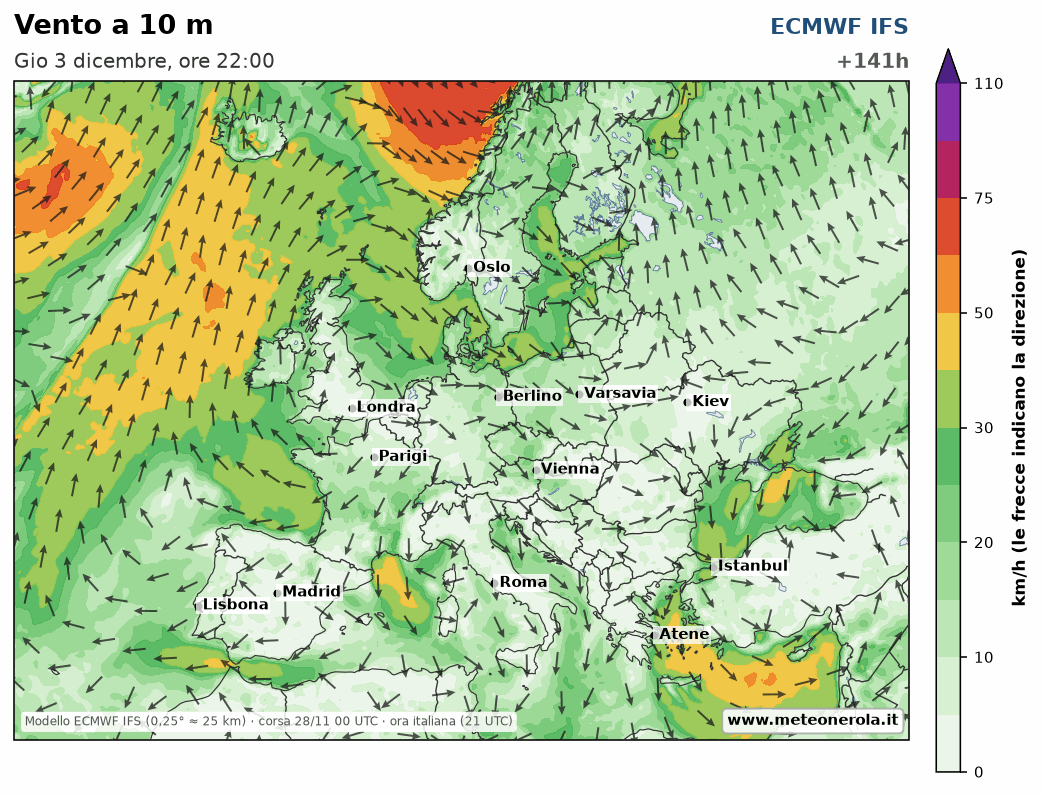 Vento a 10 m
ECMWF IFS
Gio 3 dicembre, ore 22:00
+141h
110
75
50
30
20
10
0
km/h (le frecce indicano la direzione)
Oslo
Berlino
Varsavia
Kiev
Londra
Parigi
Vienna
Istanbul
Roma
Madrid
Lisbona
Atene
Modello ECMWF IFS (0,25° ≈ 25 km) · corsa 28/11 00 UTC · ora italiana (21 UTC)
www.meteonerola.it